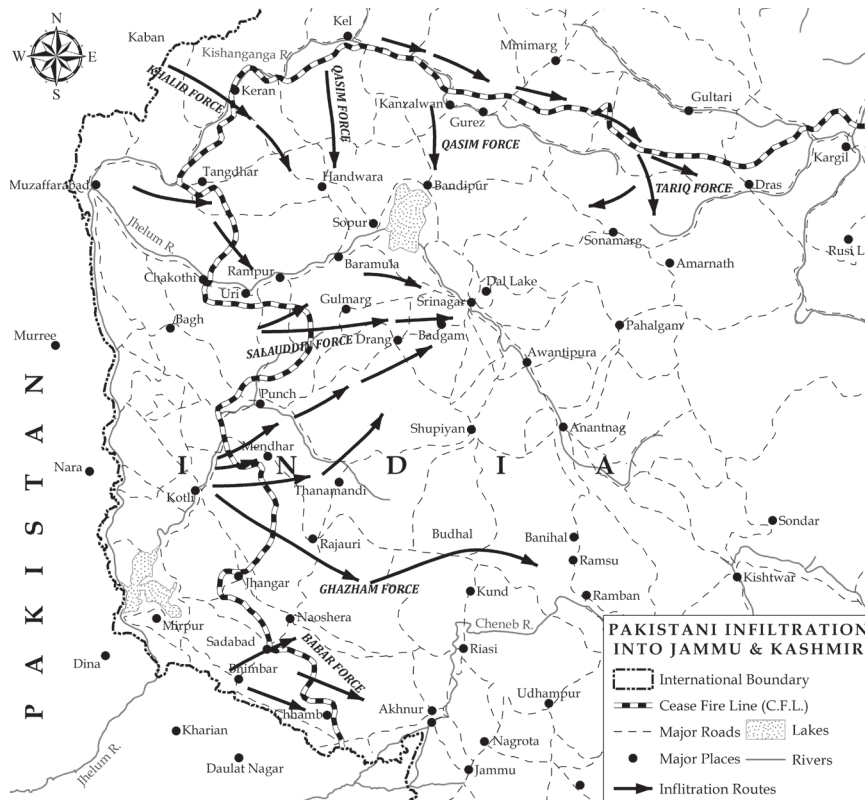 N
W E
S
Kaban
Kel
Kishanganga R.
Minimarg
KHALID FORCE
Keran
QASIM FORCE
Kanzalwan
Gurez
Gultari
QASIM FORCE
Kargil
Muzaffarabad
Tangdhar
Handwara
Bandipur
TARIQ FORCE
Dras
Jhelum R.
Sopur
Sonamarg
Rusi L
Chakothi
Rampur
Baramula
Amarnath
Uri
Dal Lake
Gulmarg
Srinagar
Bagh
Murree
SALAUDDIN FORCE
Drang
Badgam
Pahalgam
Awantipura
Punch
Shupiyan
Anantnag
Mendhar
I N D I A
PAKISTAN
Nara
Kotli
Thanamandi
Rajauri
Budhal
Banihal
Sondar
Ramsu
Jhangar
GHAZHAM FORCE
Kund
Ramban
Kishtwar
Mirpur
Naoshera
Cheneb R.
Sadabad
BABAR FORCE
Riasi
Dina
Bhimbar
Udhampur
Chhamb
Akhnur
Kharian
Nagrota
Jhelum R.
Daulat Nagar
Jammu
PAKISTANI INFILTRATION
INTO JAMMU & KASHMIR
International Boundary
Cease Fire Line (C.F.L.)
Major Roads Lakes
Major Places Rivers
Inflitration Routes